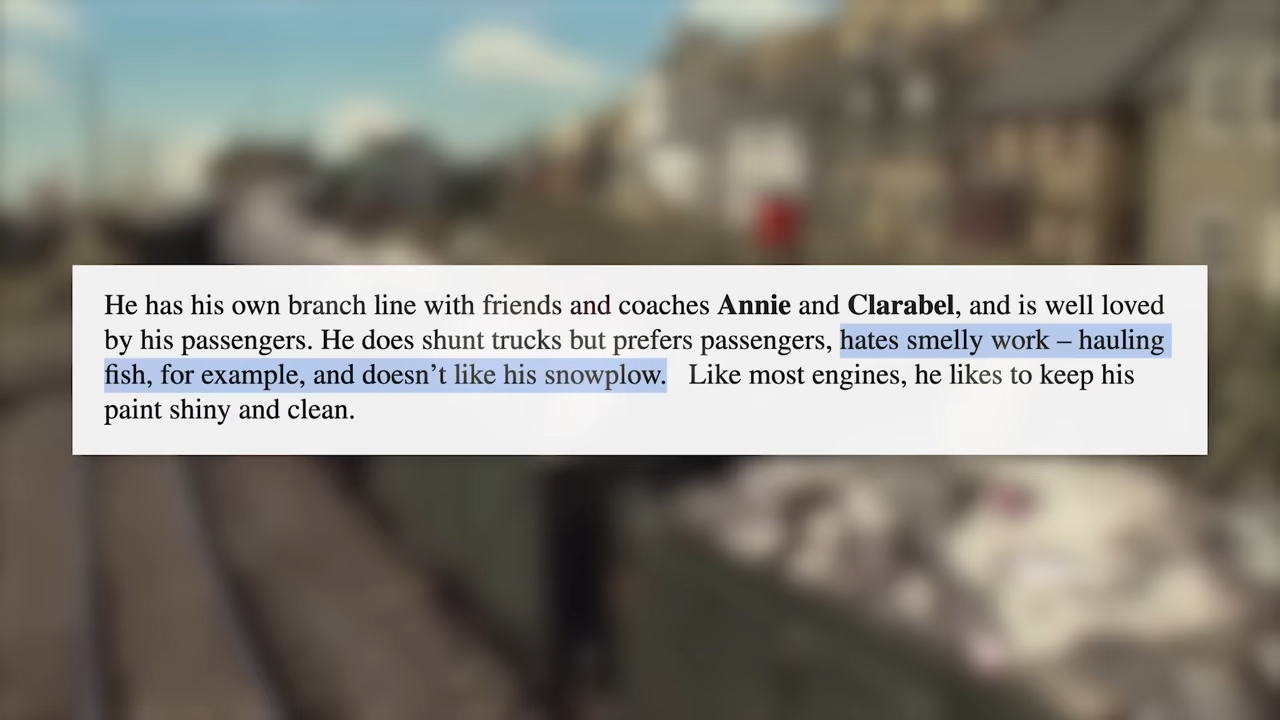 He has his own branch line with friends and coaches Annie and Clarabel, and is well loved
by his passengers. He does shunt trucks but prefers passengers, hates smelly work – hauling
fish, for example, and doesn’t like his snowplow. Like most engines, he likes to keep his
paint shiny and clean.